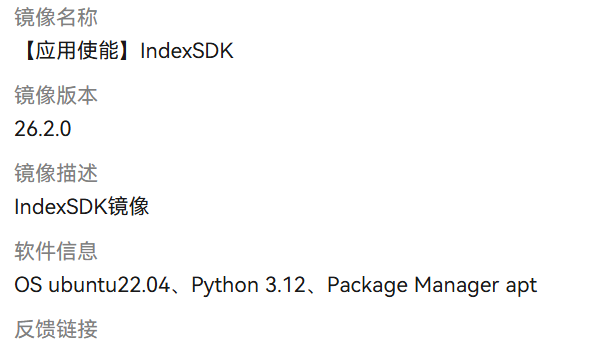 镜像名称
【应用使能】IndexSDK
镜像版本
26.2.0
镜像描述
IndexSDK镜像
软件信息
OS ubuntu22.04、Python 3.12、Package Manager apt
反馈链接